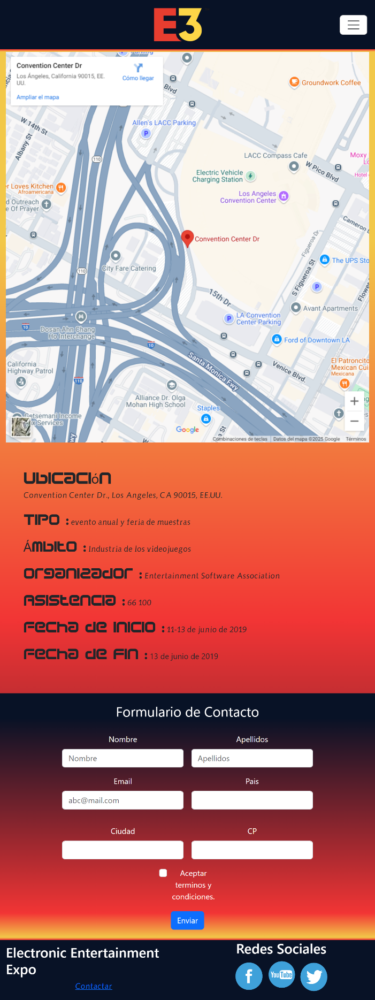 E3
Parking
Convention Center Dr
Los Ángeles, California 90015, EE.
UU.
Cómo llegar
Ampliar el mapa
Blvd
Groundwork Coffee
W 14th St
Albany St
Allen's LACC Parking
P
110
LACC Compass Cafe
Moxy
W Pico Blvd
Hotel
Electric Vehicle
Charging Station
Los Angeles
Convention Center
er Loves Kitchen
Afroamericana
d Outreach
e Of Prayer
Cameron
Figueroa Dr
Convention Center Dr
The UPS Sto
City Fare Catering
110
S Figueroa St
P
Flower
15th Dr
Avant Apartments
LA Convention
Center Parking
P
10
Dosan Ahn Chang
Ho Interchange
Ford of Downtown LA
10
Santa Monica Fwy
Venice Blvd.
El Patroncito
Mexican Cui
Mexicana
California
Highway Patrol
110
Alliance Dr. Olga
Mohan High School
Staples
Getsemani Income
ax Services
Google
Combinaciones de teclas
Datos del mapa ©2025 Google
Términos
Ubicación
Convention Center Dr., Los Angeles, CA 90015, EE.UU.
Tipo : evento anual y feria de muestras
Ámbito : Industria de los videojuegos
Organizador : Entertainment Software Association
Asistencia : 66 100
Fecha de inicio : 11-13 de junio de 2019
Fecha de fin : 13 de junio de 2019
Formulario de Contacto
Nombre
Apellidos
Nombre
Apellidos
Email
Pais
abc@mail.com
Ciudad
CP
Aceptar
terminos y
condiciones.
Enviar
Electronic Entertainment
Expo
Contactar
Redes Sociales
f
YouTube